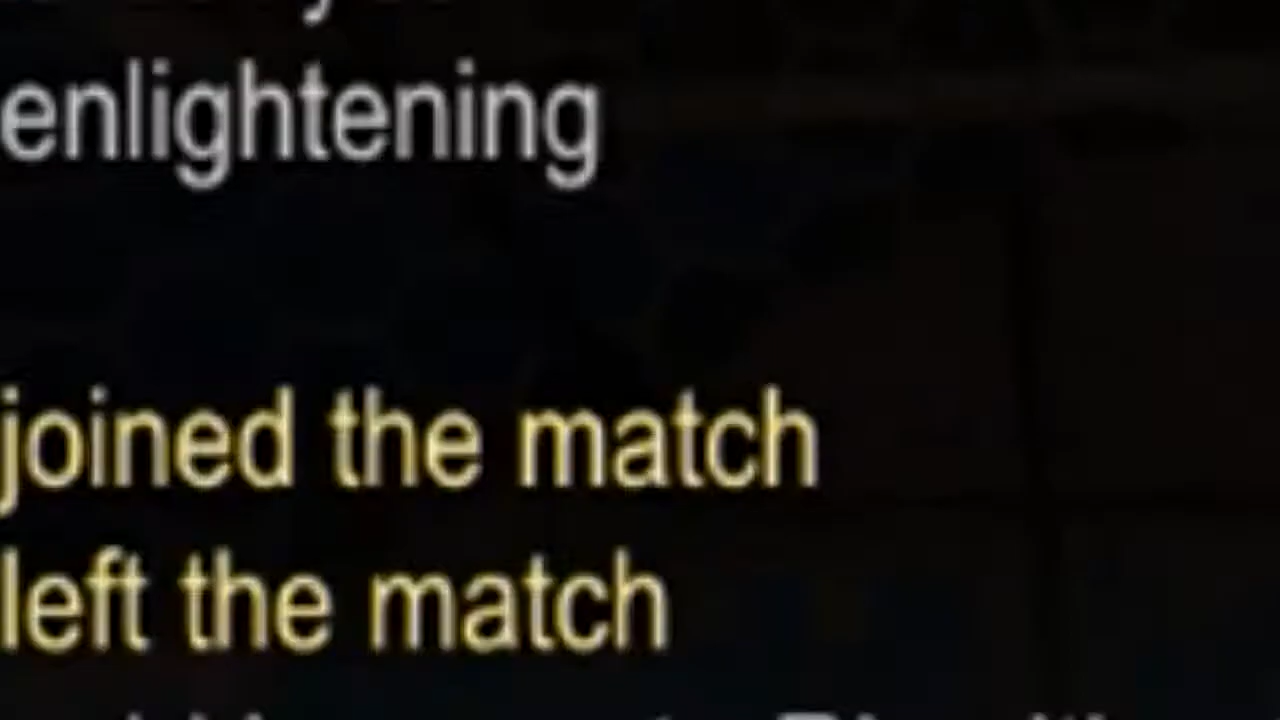 enlightening
joined the match
left the match